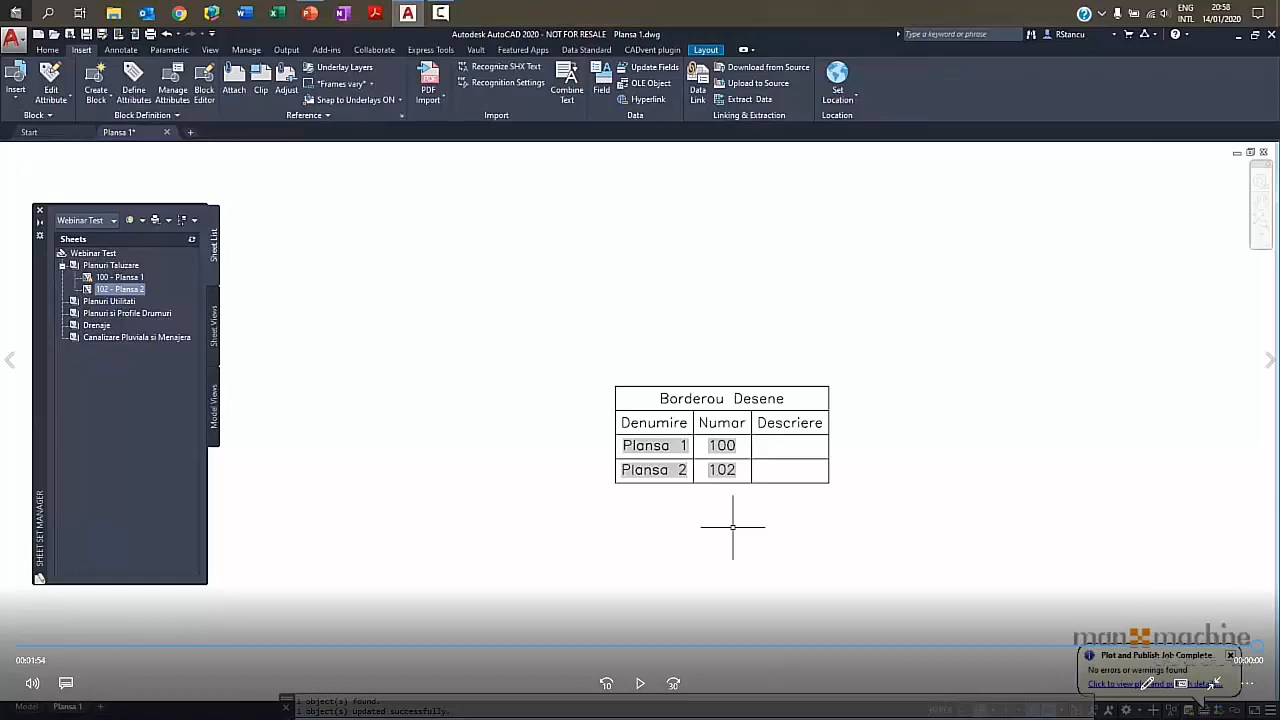 ENG
INTL
20:58
14/01/2020
Autodesk AutoCAD 2020 - NOT FOR RESALE Plansa 1.dwg
Type a keyword or phrase
RStancu
Home Insert Annotate Parametric View Manage Output Add-ins Collaborate Express Tools Vault Featured Apps Data Standard CADvent plugin Layout
Insert
Edit Attribute
Create Block
Define Attributes
Manage Attributes
Block Editor
Attach
Clip
Adjust
Underlay Layers
"Frames vary"
Snap to Underlays ON
PDF Import
Recognize SHX Text
Recognition Settings
Combine Text
Field
Update Fields
OLE Object
Hyperlink
Data Link
Download from Source
Upload to Source
Extract Data
Set Location
Block
Block Definition
Reference
Import
Data
Linking & Extraction
Location
Start
Plansa 1*
Webinar Test
Sheets
Webinar Test
Planuri Taluzare
100 - Plansa 1
102 - Plansa 2
Planuri Utilitati
Planuri si Profile Drumuri
Drenaje
Canalizare Pluviala si Menajera
Sheet List
Sheet Views
Model Views
SHEET SET MANAGER
Borderou Desene
Denumire Numar Descriere
Plansa 1 100
Plansa 2 102
man machine
00:01:54
00:00:00
Plot and Publish Job Complete
No errors or warnings found
10
30
1 object(s) found.
1 object(s) updated successfully.
Model
Plansa 1